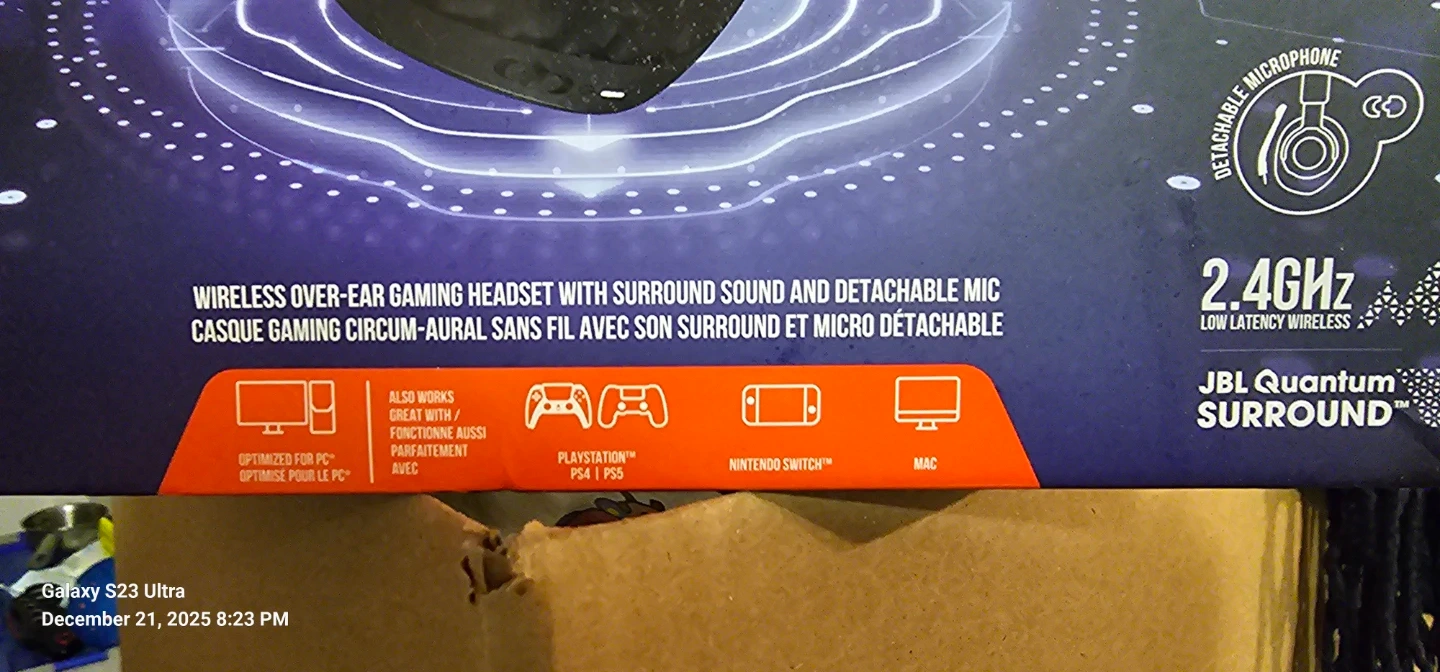 DETACHABLE MICROPHONE
WIRELESS OVER-EAR GAMING HEADSET WITH SURROUND SOUND AND DETACHABLE MIC
CASQUE GAMING CIRCUM-AURAL SANS FIL AVEC SON SURROUND ET MICRO DÉTACHABLE
2.4GHz
LOW LATENCY WIRELESS
JBL Quantum
SURROUND™
OPTIMIZED FOR PC*
OPTIMISÉ POUR LE PC*
ALSO WORKS
GREAT WITH /
FONCTIONNE AUSSI
PARFAITEMENT
AVEC
PLAYSTATION™
PS4 | PS5
NINTENDO SWITCH™
MAC
Galaxy S23 Ultra
December 21, 2025 8:23 PM